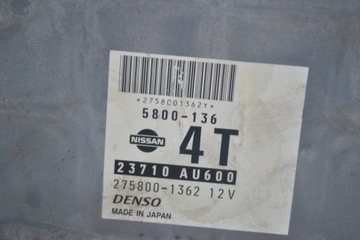 *2758001362Y*
5800-136
NISSAN
4T
23710 AU600
275800-1362 12V
DENSO
MADE IN JAPAN